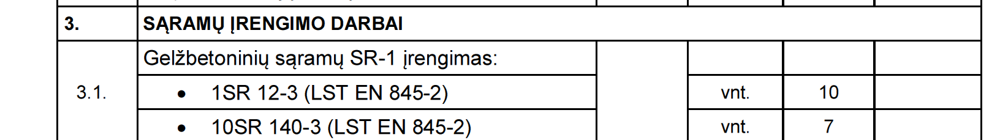 3. SĄRAMŲ ĮRENGIMO DARBAI
Gelžbetoninių sąramų SR-1 įrengimas:
3.1. • 1SR 12-3 (LST EN 845-2) vnt. 10
• 10SR 140-3 (LST EN 845-2) vnt. 7